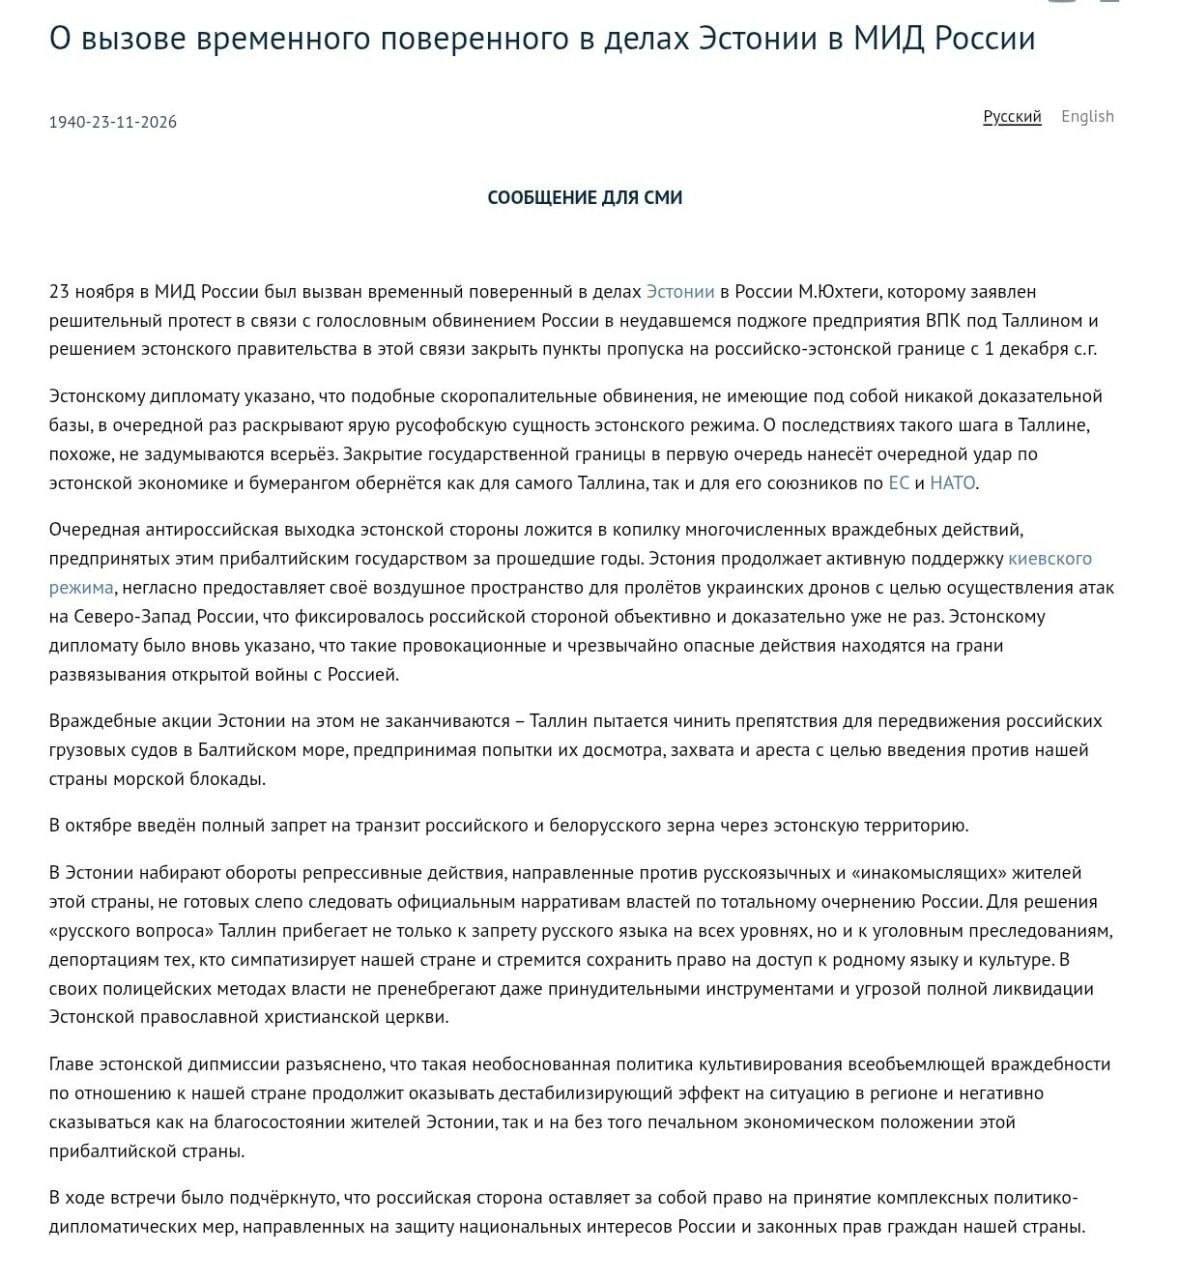 О вызове временного поверенного в делах Эстонии в МИД России
1940-23-11-2026
Русский English
СООБЩЕНИЕ ДЛЯ СМИ
23 ноября в МИД России был вызван временный поверенный в делах Эстонии в России М.Юхтеги, которому заявлен
решительный протест в связи с голословным обвинением России в неудавшемся поджоге предприятия ВПК под Таллином и
решением эстонского правительства в этой связи закрыть пункты пропуска на российско-эстонской границе с 1 декабря с.г.
Эстонскому дипломату указано, что подобные скоропалительные обвинения, не имеющие под собой никакой доказательной
базы, в очередной раз раскрывают ярую русофобскую сущность эстонского режима. О последствиях такого шага в Таллине,
похоже, не задумываются всерьёз. Закрытие государственной границы в первую очередь нанесёт очередной удар по
эстонской экономике и бумерангом обернётся как для самого Таллина, так и для его союзников по ЕС и НАТО.
Очередная антироссийская выходка эстонской стороны ложится в копилку многочисленных враждебных действий,
предпринятых этим прибалтийским государством за прошедшие годы. Эстония продолжает активную поддержку киевского
режима, негласно предоставляет своё воздушное пространство для пролётов украинских дронов с целью осуществления атак
на Северо-Запад России, что фиксировалось российской стороной объективно и доказательно уже не раз. Эстонскому
дипломату было вновь указано, что такие провокационные и чрезвычайно опасные действия находятся на грани
развязывания открытой войны с Россией.
Враждебные акции Эстонии на этом не заканчиваются – Таллин пытается чинить препятствия для передвижения российских
грузовых судов в Балтийском море, предпринимая попытки их досмотра, захвата и ареста с целью введения против нашей
страны морской блокады.
В октябре введён полный запрет на транзит российского и белорусского зерна через эстонскую территорию.
В Эстонии набирают обороты репрессивные действия, направленные против русскоязычных и «инакомыслящих» жителей
этой страны, не готовых слепо следовать официальным нарративам властей по тотальному очернению России. Для решения
«русского вопроса» Таллин прибегает не только к запрету русского языка на всех уровнях, но и к уголовным преследованиям,
депортациям тех, кто симпатизирует нашей стране и стремится сохранить право на доступ к родному языку и культуре. В
своих полицейских методах власти не пренебрегают даже принудительными инструментами и угрозой полной ликвидации
Эстонской православной христианской церкви.
Главе эстонской дипмиссии разъяснено, что такая необоснованная политика культивирования всеобъемлющей враждебности
по отношению к нашей стране продолжит оказывать дестабилизирующий эффект на ситуацию в регионе и негативно
сказываться как на благосостоянии жителей Эстонии, так и на без того печальном экономическом положении этой
прибалтийской страны.
В ходе встречи было подчёркнуто, что российская сторона оставляет за собой право на принятие комплексных политико-
дипломатических мер, направленных на защиту национальных интересов России и законных прав граждан нашей страны.